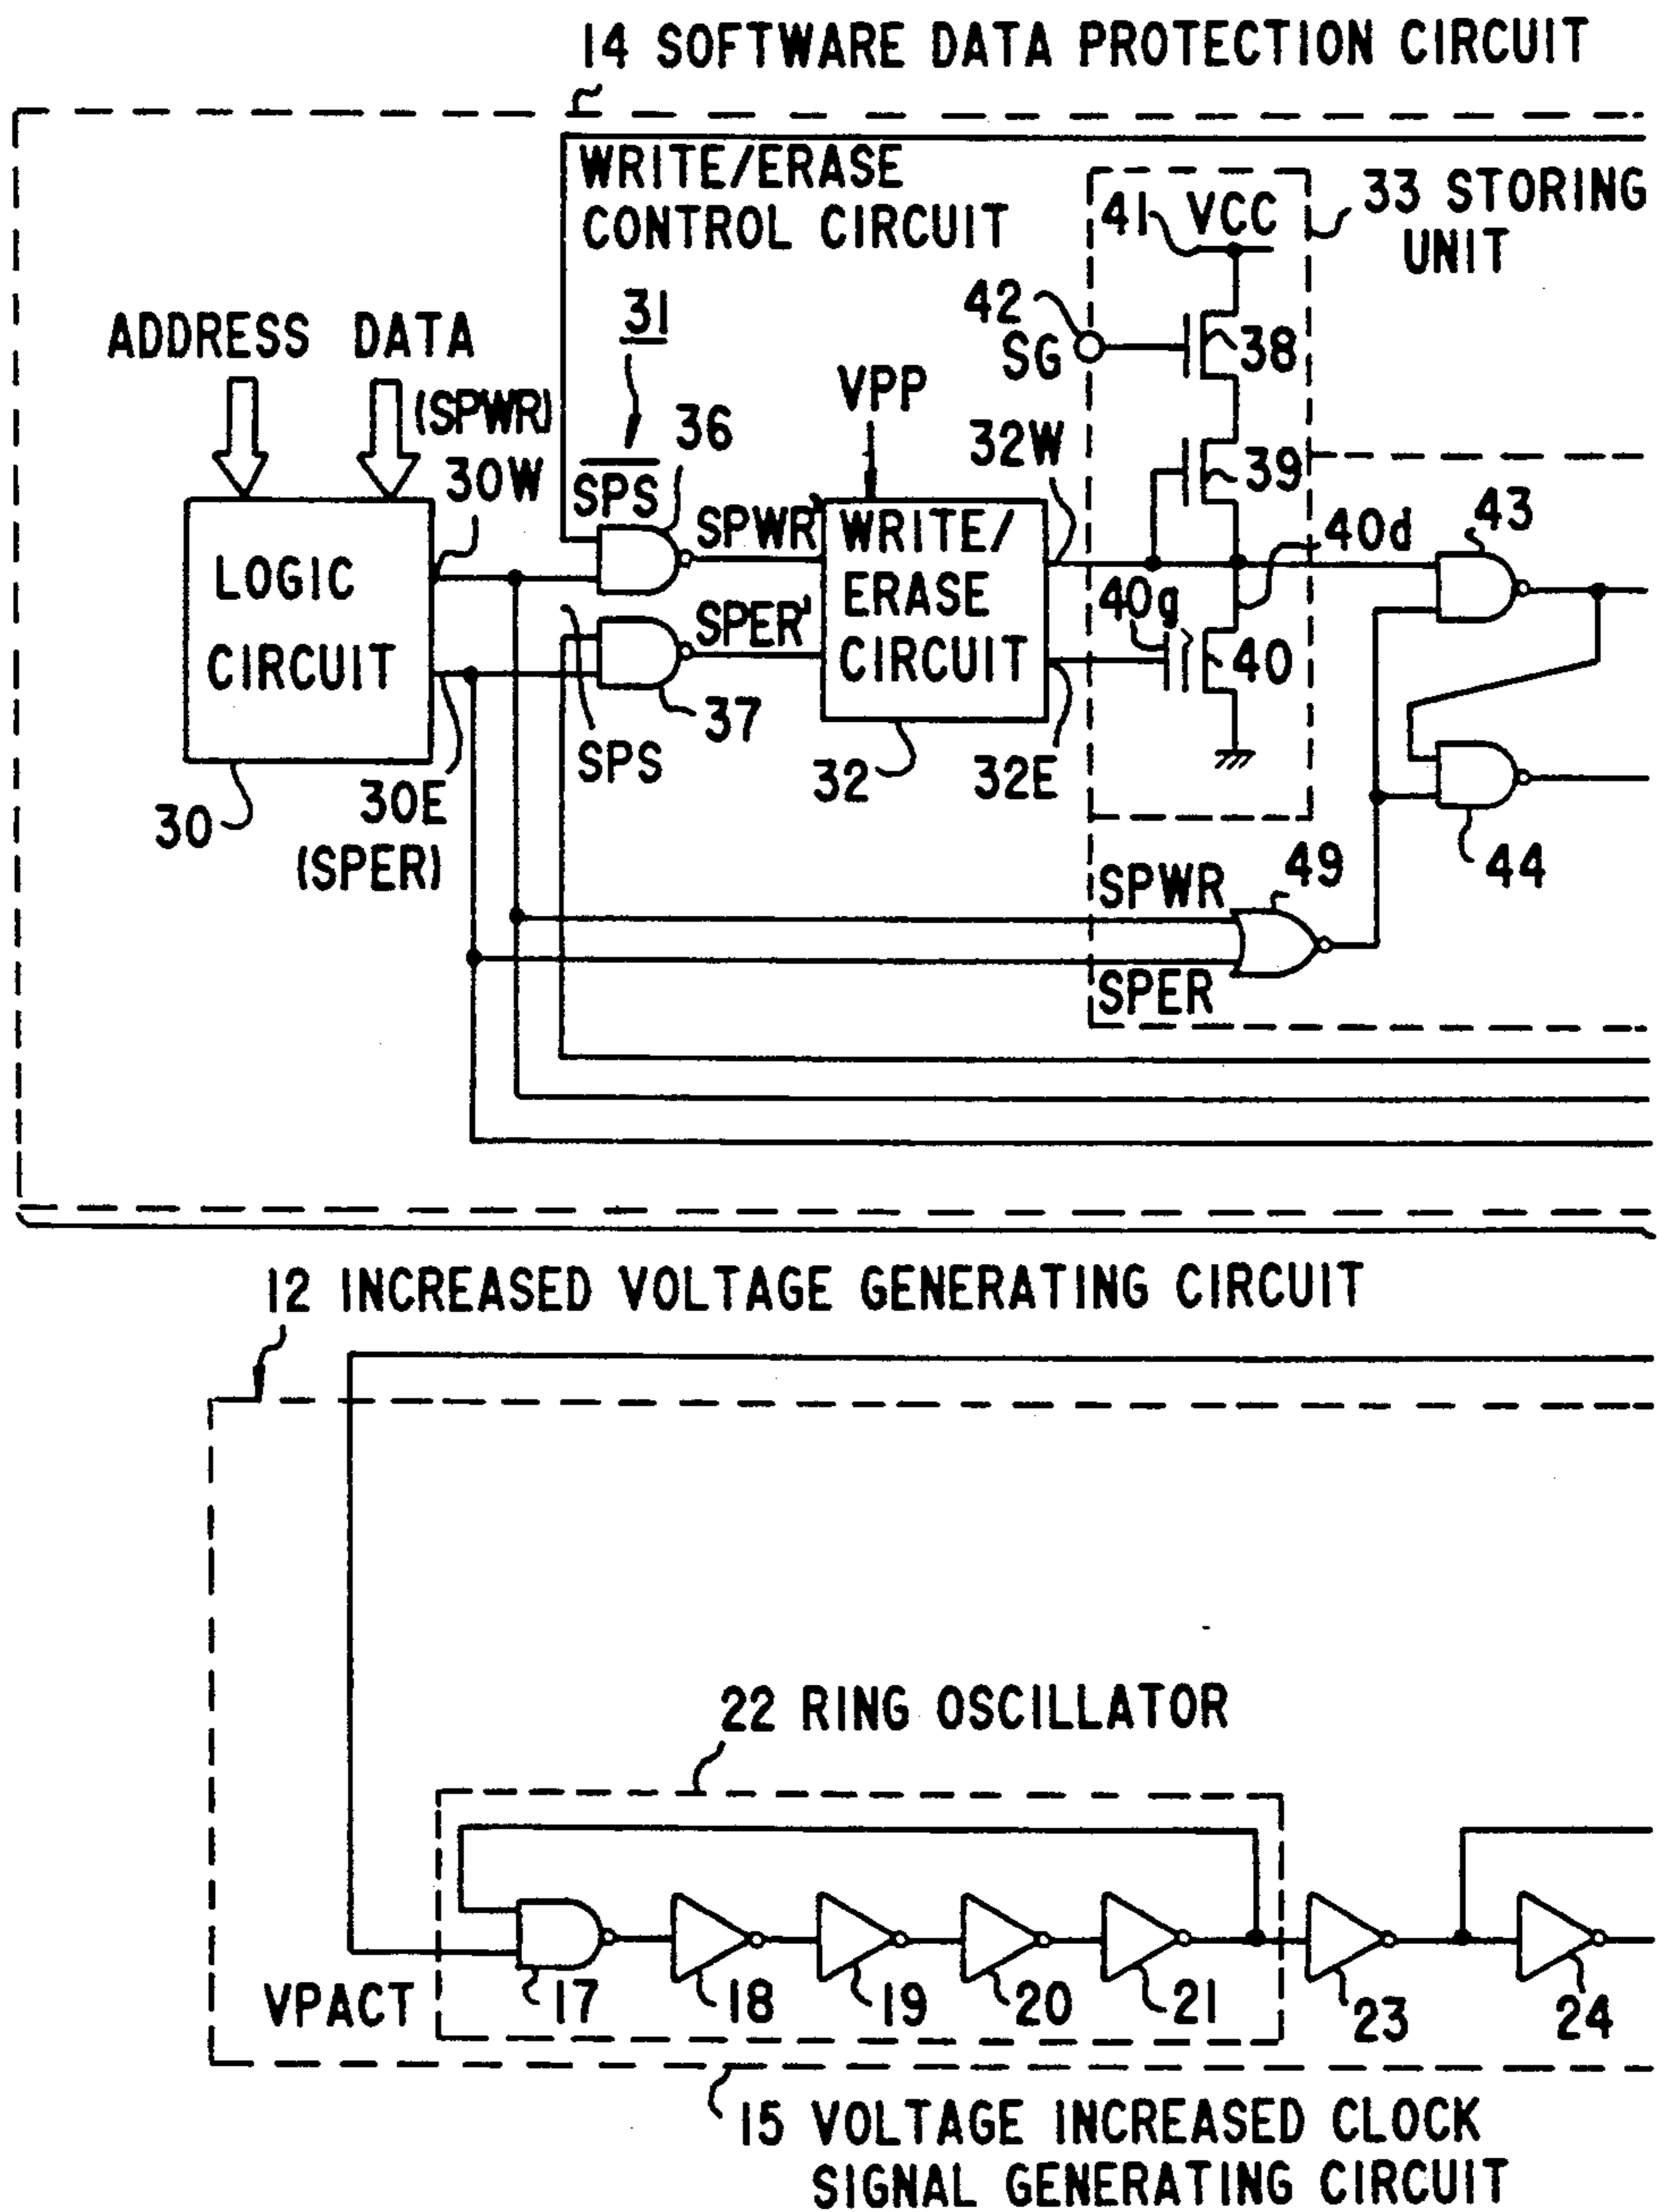 14 SOFTWARE DATA PROTECTION CIRCUIT
WRITE/ERASE
CONTROL CIRCUIT
41 VCC
33 STORING
UNIT
31
42
SG
38
ADDRESS DATA
(SPWR)
30W
SPS
36
VPP
32W
39
40d
43
SPWR'
WRITE/
ERASE
CIRCUIT
LOGIC
CIRCUIT
SPER'
40g
40
37
SPS
32
32E
30
30E
(SPER)
44
SPWR
49
SPER
12 INCREASED VOLTAGE GENERATING CIRCUIT
22 RING OSCILLATOR
VPACT
17
18
19
20
21
23
24
15 VOLTAGE INCREASED CLOCK
SIGNAL GENERATING CIRCUIT